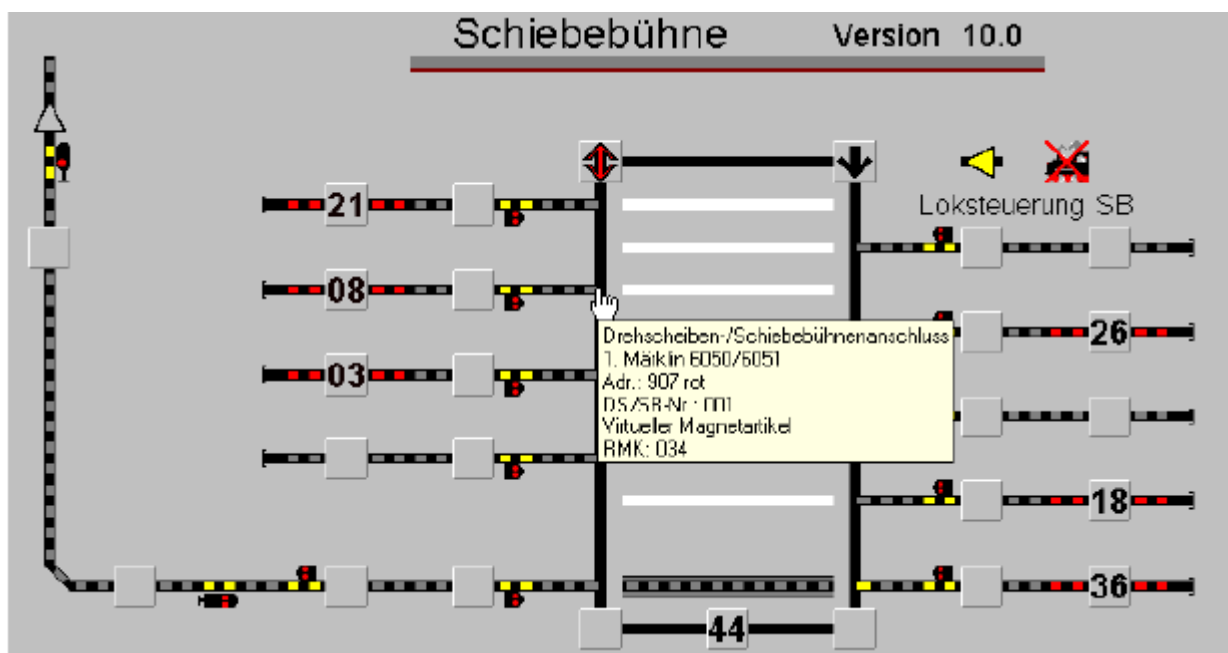 Schiebebühne Version 10.0
Loksteuerung SB
21
08
03
Drehscheiben-/Schiebebühnenanschluss
1. Märklin 6050/6051
Adr.: 907 rot
DS/SB-Nr.: 001
Virtueller Magnetartikel
RMK: 034
26
18
36
44